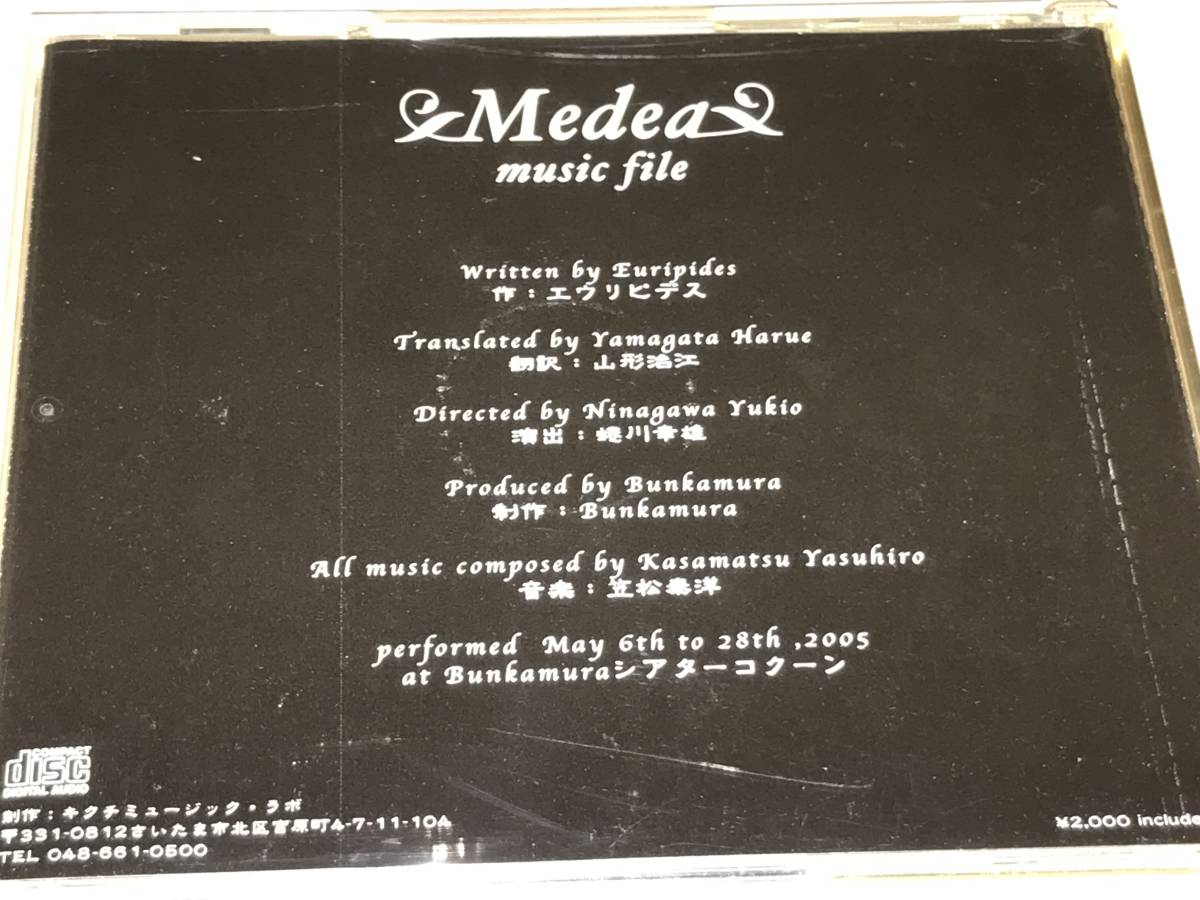 Medea
music file
Written by Euripides
作：エウリピデス
Translated by Yamagata Harue
翻訳：山形治江
Directed by Ninagawa Yukio
演出：蜷川幸雄
Produced by Bunkamura
制作：Bunkamura
All music composed by Kasamatsu Yasuhiro
音楽：笠松泰洋
performed May 6th to 28th ,2005
at Bunkamuraシアターコクーン
COMPACT
disc
DIGITAL AUDIO
制作：キクチミュージック・ラボ
〒331-0812さいたま市北区宮原町4-7-11-104
TEL 048-661-0500
¥2,000 include